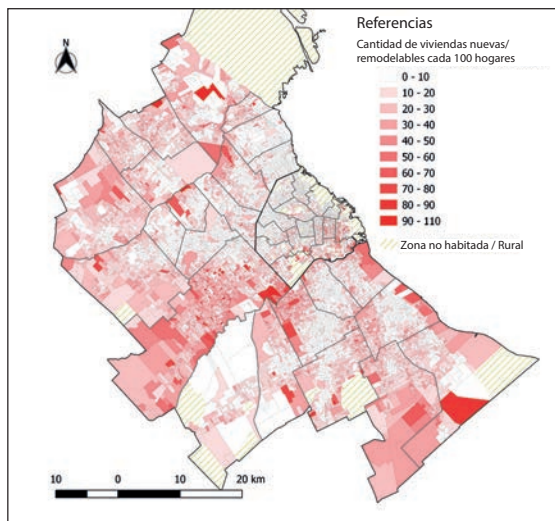 N
Referencias
Cantidad de viviendas nuevas/
remodelables cada 100 hogares
0 - 10
10 - 20
20 - 30
30 - 40
40 - 50
50 - 60
60 - 70
70 - 80
80 - 90
90 - 110
Zona no habitada / Rural
10 0 10 20 km